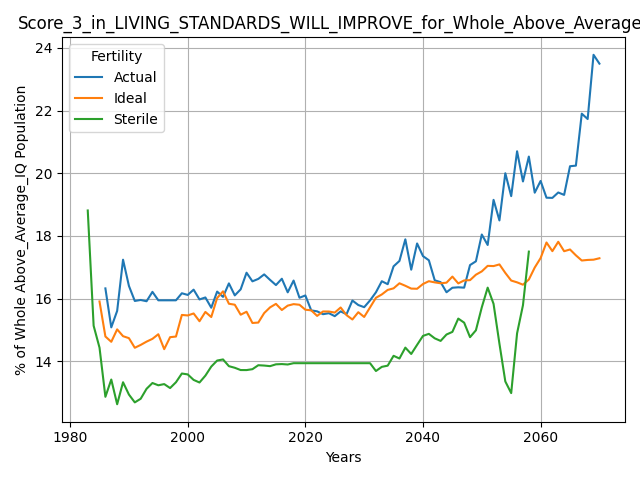 Score_3_in_LIVING_STANDARDS_WILL_IMPROVE_for_Whole_Above_Average
Fertility
Actual
Ideal
Sterile
% of Whole Above_Average_IQ Population
24
22
20
18
16
14
1980
2000
2020
2040
2060
Years